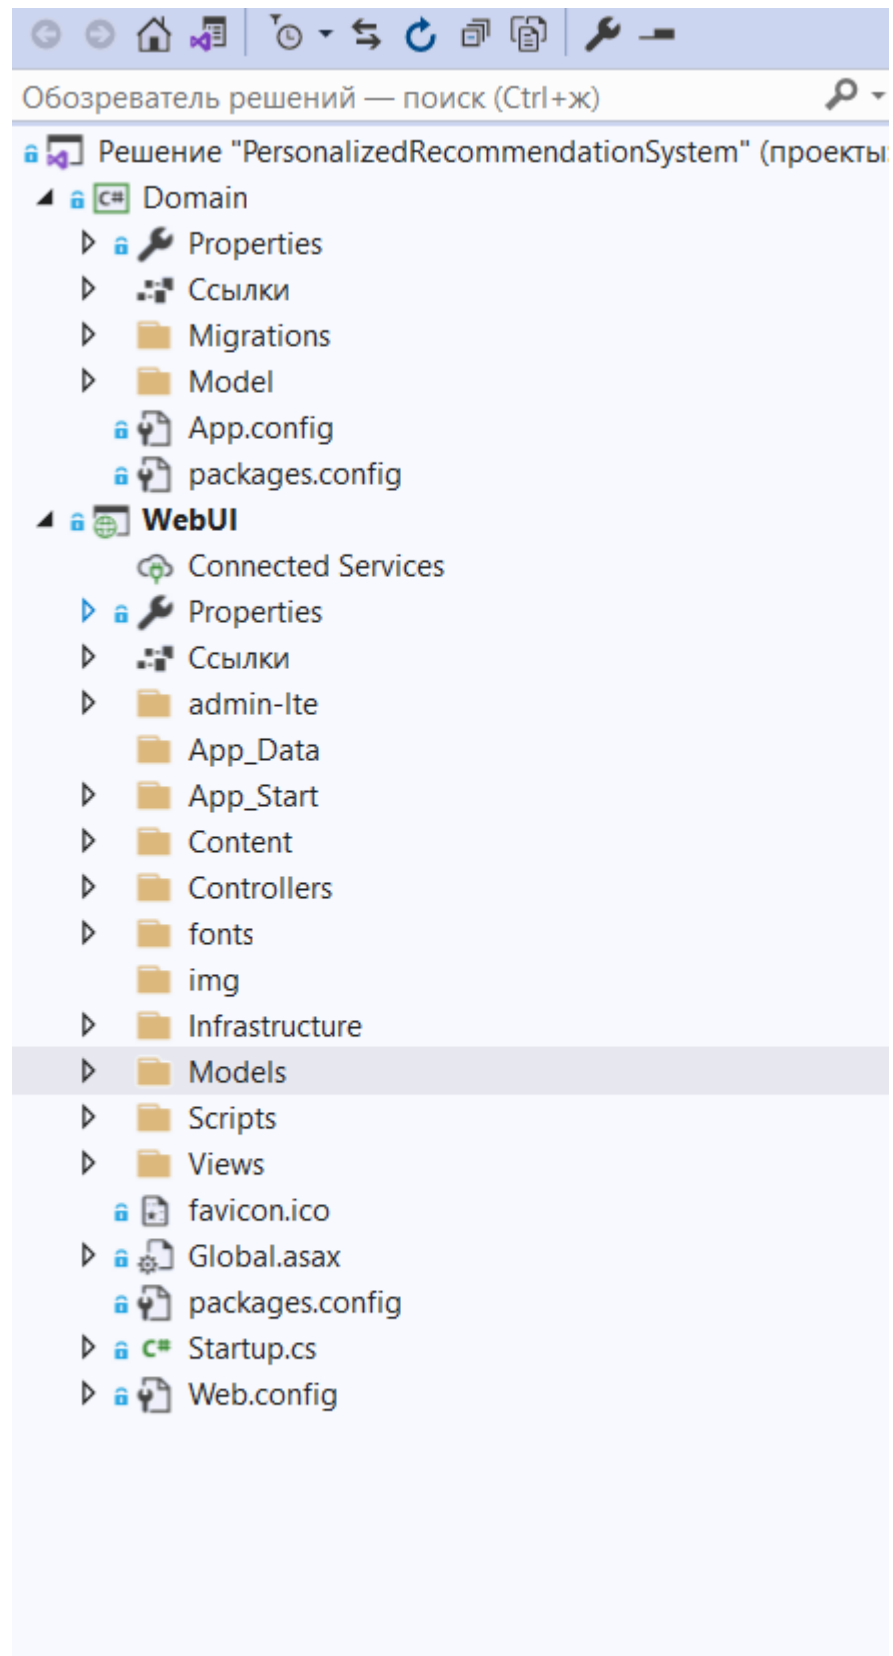 Обозреватель решений — поиск (Ctrl+ж)
Решение "PersonalizedRecommendationSystem" (проекты:
C# Domain
Properties
Ссылки
Migrations
Model
App.config
packages.config
WebUI
Connected Services
Properties
Ссылки
admin-lte
App_Data
App_Start
Content
Controllers
fonts
img
Infrastructure
Models
Scripts
Views
favicon.ico
Global.asax
packages.config
C# Startup.cs
Web.config